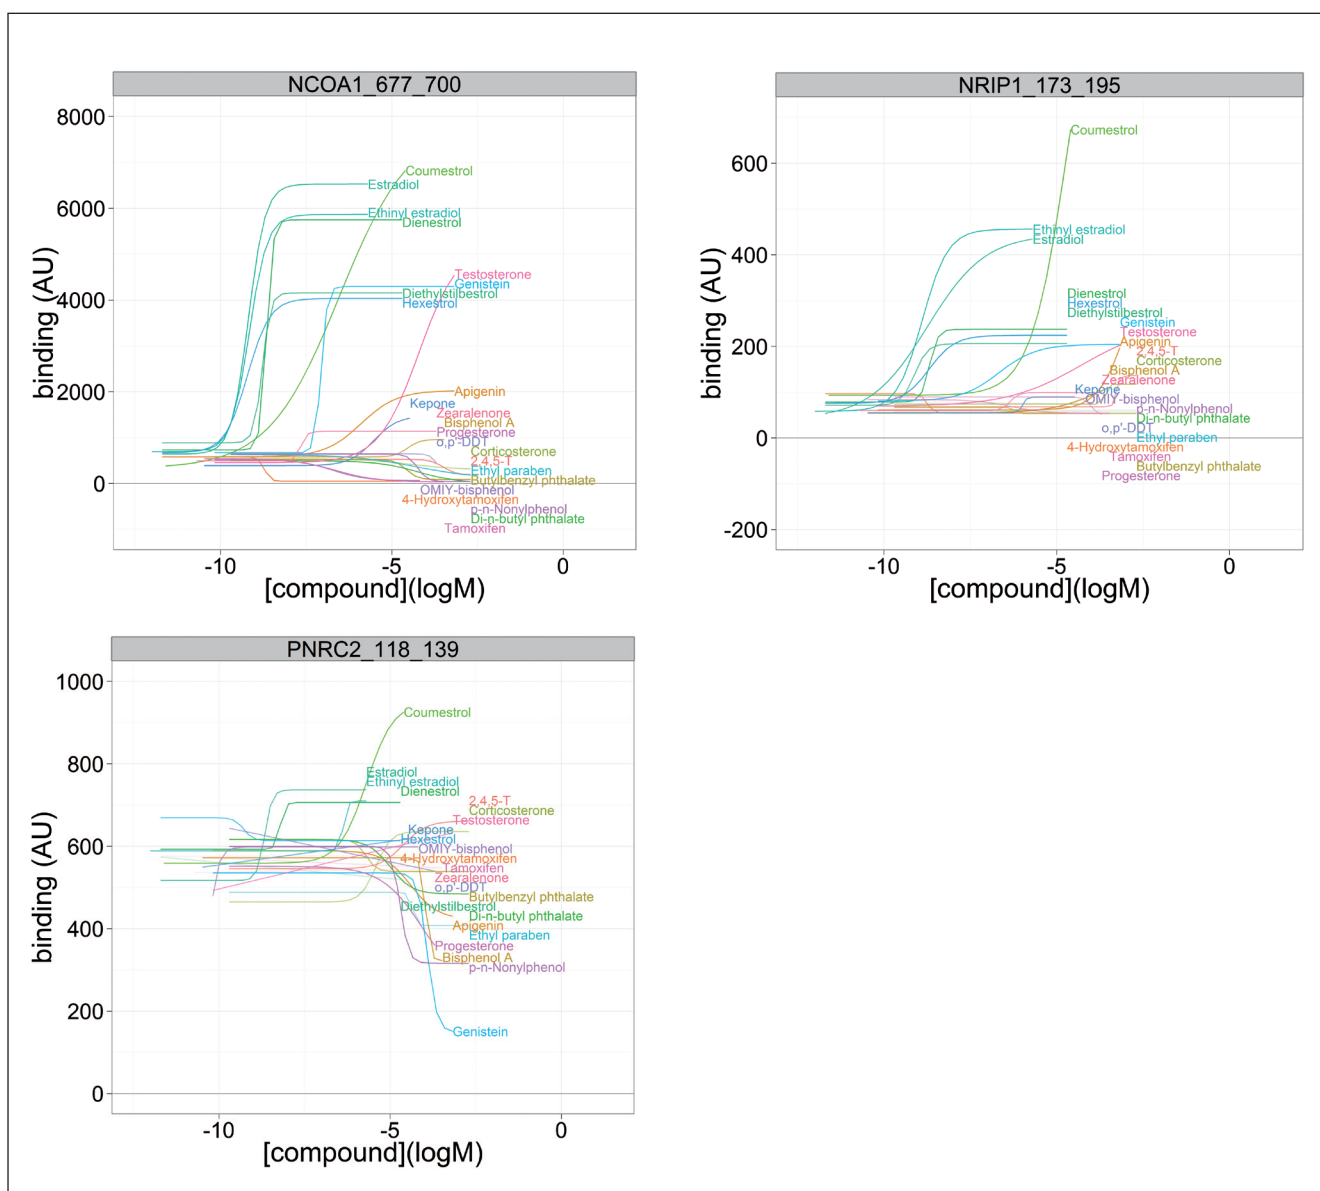 NCOA1_677_700
8000
6000
4000
2000
0
binding (AU)
Coumestrol
Estradiol
Ethinyl estradiol
Dienestrol
Testosterone
Genistein
Diethylstilbestrol
Hexestrol
Apigenin
Kepone
Zearalenone
Bisphenol A
Progesterone
o,p'-DDT
Corticosterone
2,4,5-T
Ethyl paraben
Butylbenzyl phthalate
OMIY-bisphenol
4-Hydroxytamoxifen
p-n-Nonylphenol
Di-n-butyl phthalate
Tamoxifen
-10 -5 0
[compound](logM)
NRIP1_173_195
600
400
200
0
-200
binding (AU)
Coumestrol
Ethinyl estradiol
Estradiol
Dienestrol
Hexestrol
Diethylstilbestrol
Genistein
Testosterone
Apigenin
2,4,5-T
Corticosterone
Bisphenol A
Zearalenone
Kepone
OMIY-bisphenol
p-n-Nonylphenol
Di-n-butyl phthalate
o,p'-DDT
Ethyl paraben
4-Hydroxytamoxifen
Tamoxifen
Butylbenzyl phthalate
Progesterone
-10 -5 0
[compound](logM)
PNRC2_118_139
1000
800
600
400
200
0
binding (AU)
Coumestrol
Estradiol
Ethinyl estradiol
Dienestrol
2,4,5-T
Corticosterone
Testosterone
Kepone
Hexestrol
OMIY-bisphenol
4-Hydroxytamoxifen
Tamoxifen
Zearalenone
o,p'-DDT
Butylbenzyl phthalate
Diethylstilbestrol
Di-n-butyl phthalate
Apigenin
Ethyl paraben
Progesterone
Bisphenol A
p-n-Nonylphenol
Genistein
-10 -5 0
[compound](logM)